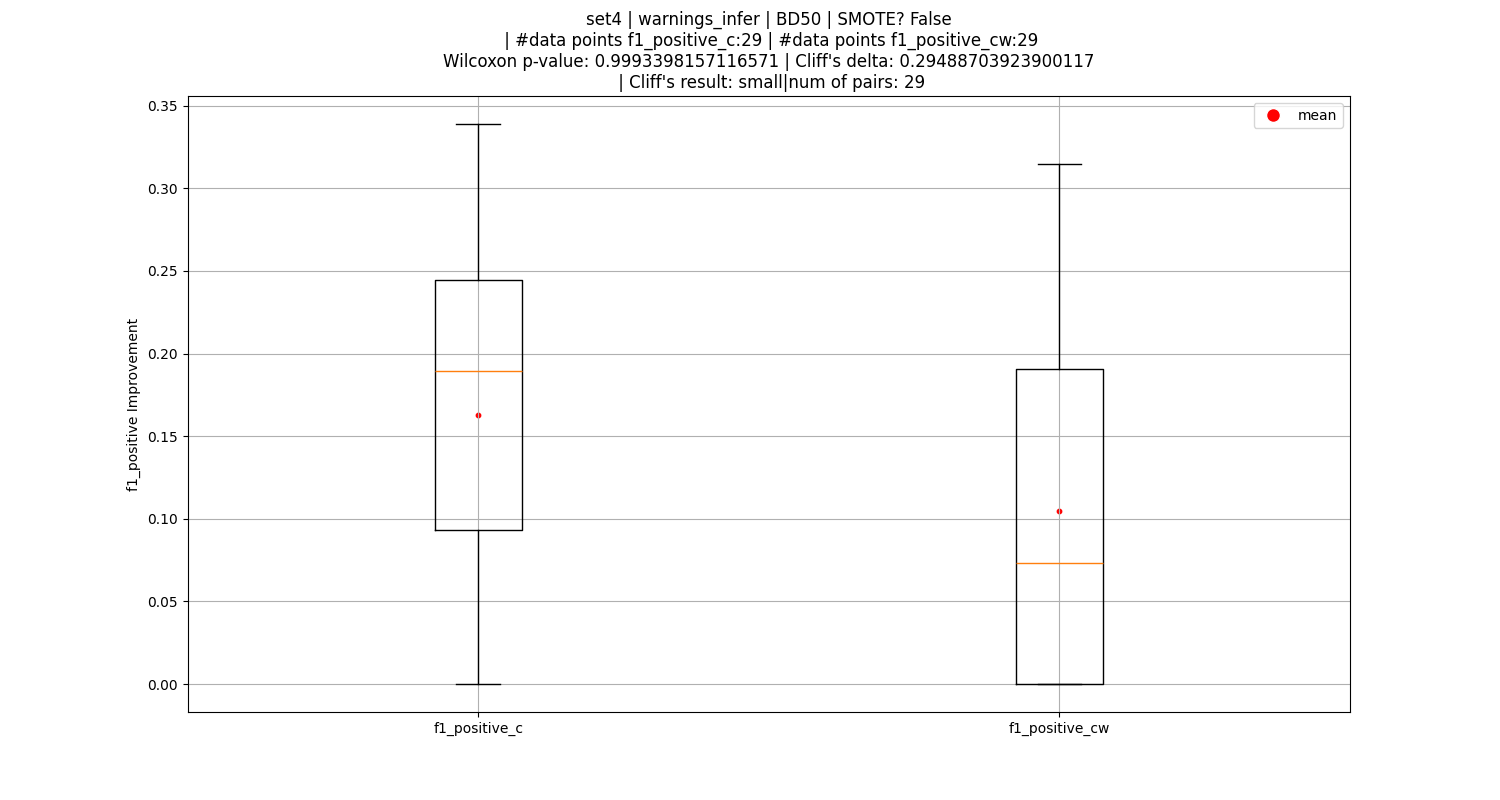 set4 | warnings_infer | BD50 | SMOTE? False
| #data points f1_positive_c:29 | #data points f1_positive_cw:29
Wilcoxon p-value: 0.9993398157116571 | Cliff's delta: 0.29488703923900117
| Cliff's result: small|num of pairs: 29
mean
0.35
0.30
0.25
0.20
0.15
0.10
0.05
0.00
f1_positive Improvement
f1_positive_c
f1_positive_cw